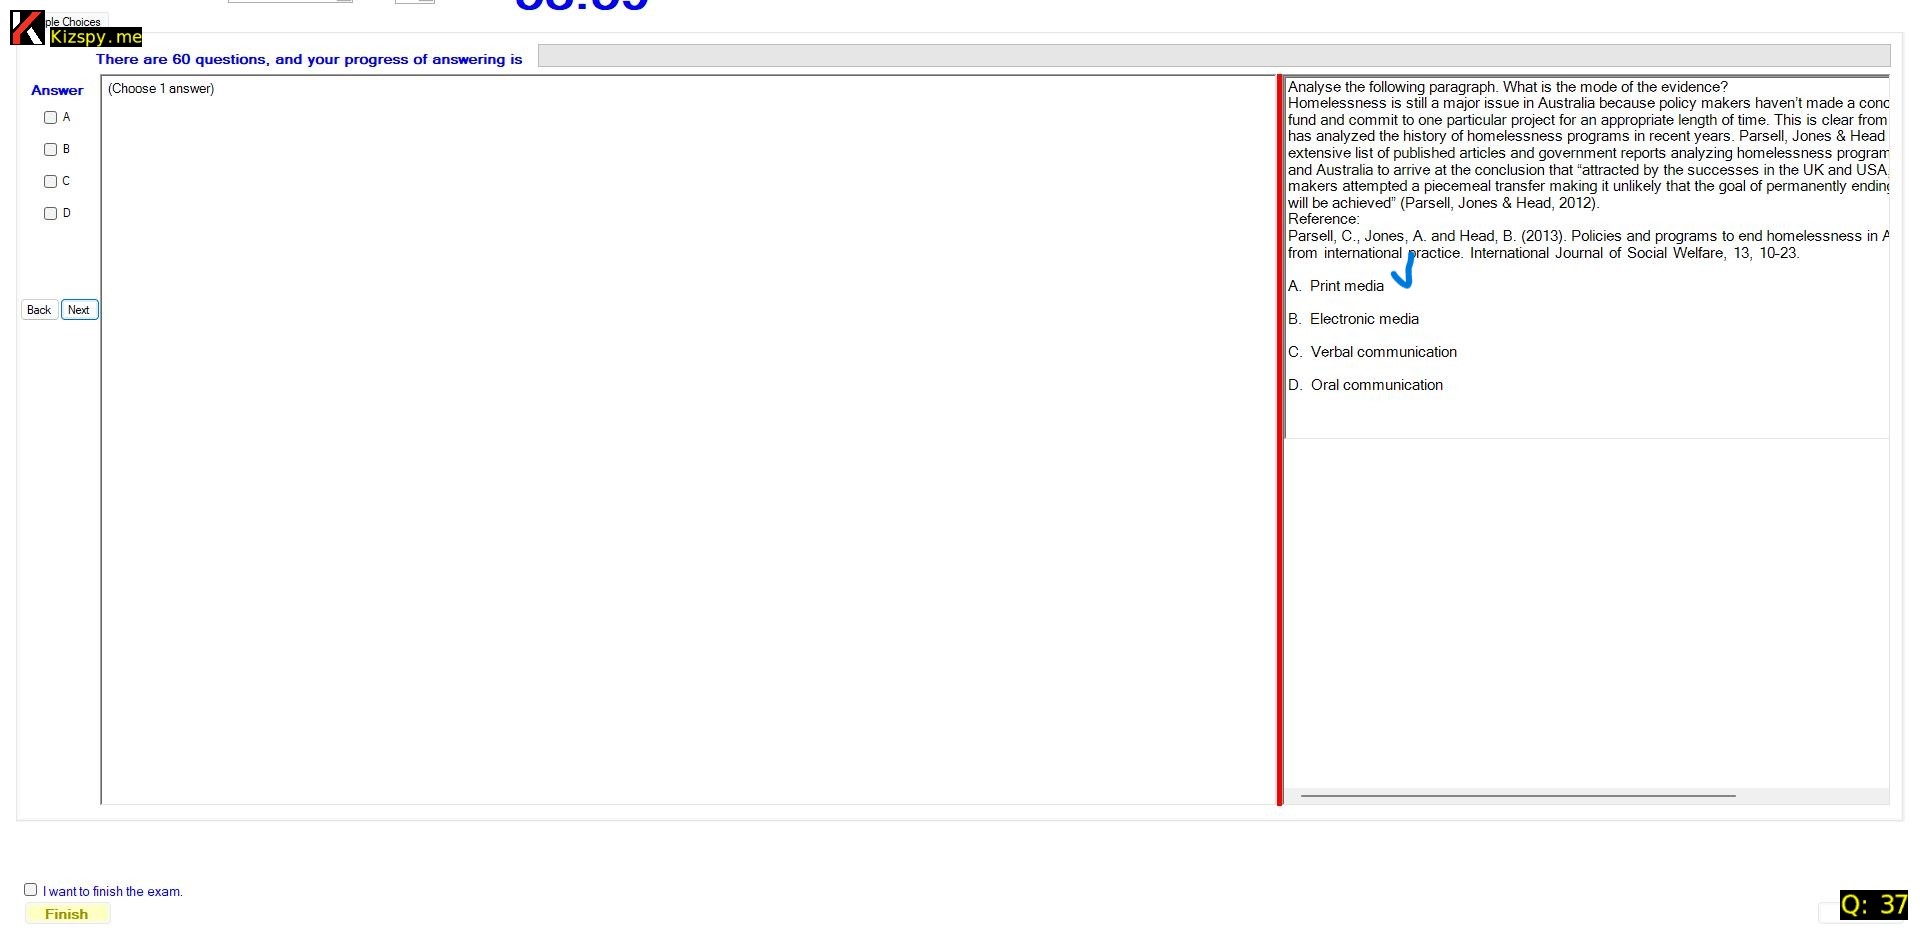 ple Choices
Kizspy.me
There are 60 questions, and your progress of answering is
Answer
(Choose 1 answer)
A
B
C
D
Back
Next
Analyse the following paragraph. What is the mode of the evidence?
Homelessness is still a major issue in Australia because policy makers haven't made a conc
fund and commit to one particular project for an appropriate length of time. This is clear from
has analyzed the history of homelessness programs in recent years. Parsell, Jones & Head
extensive list of published articles and government reports analyzing homelessness program
and Australia to arrive at the conclusion that “attracted by the successes in the UK and USA,
makers attempted a piecemeal transfer making it unlikely that the goal of permanently ending
will be achieved” (Parsell, Jones & Head, 2012).
Reference:
Parsell, C., Jones, A. and Head, B. (2013). Policies and programs to end homelessness in A
from international practice. International Journal of Social Welfare, 13, 10-23.
A. Print media
B. Electronic media
C. Verbal communication
D. Oral communication
I want to finish the exam.
Finish
Q: 37